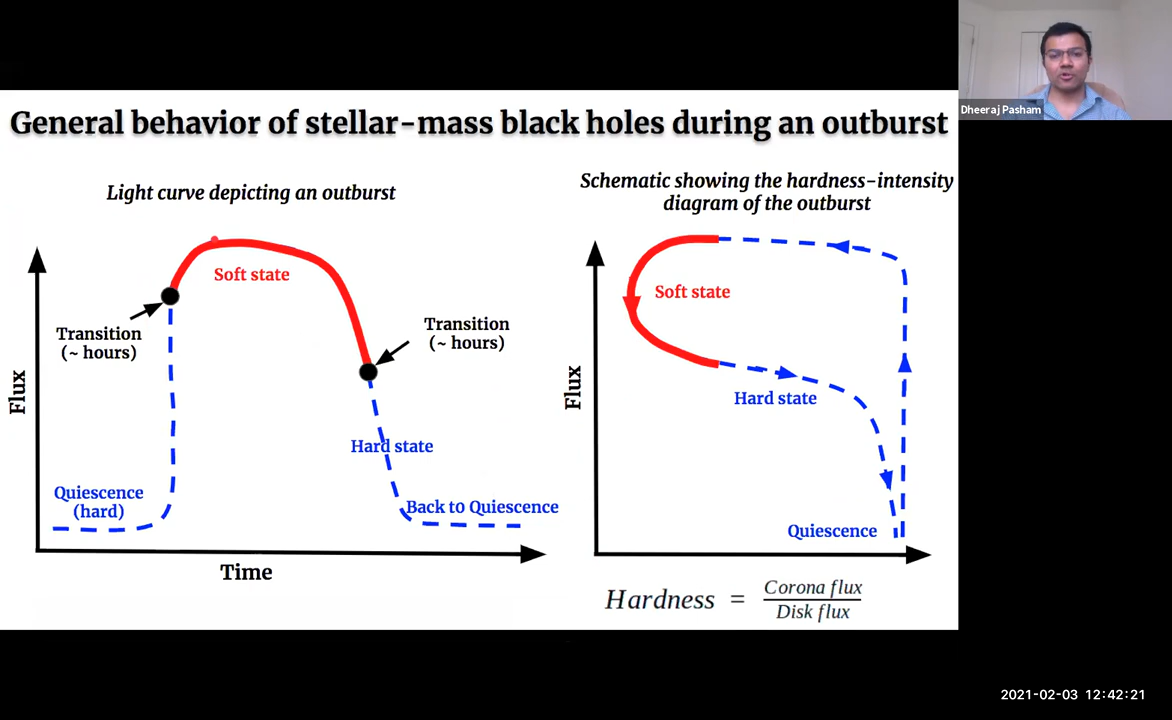 Dheeraj Pasham
General behavior of stellar-mass black holes during an outburst
Light curve depicting an outburst
Soft state
Transition
(~ hours)
Transition
(~ hours)
Flux
Hard state
Quiescence
(hard)
Back to Quiescence
Time
Schematic showing the hardness-intensity
diagram of the outburst
Soft state
Flux
Hard state
Quiescence
Hardness = Corona flux
Disk flux
2021-02-03 12:42:21